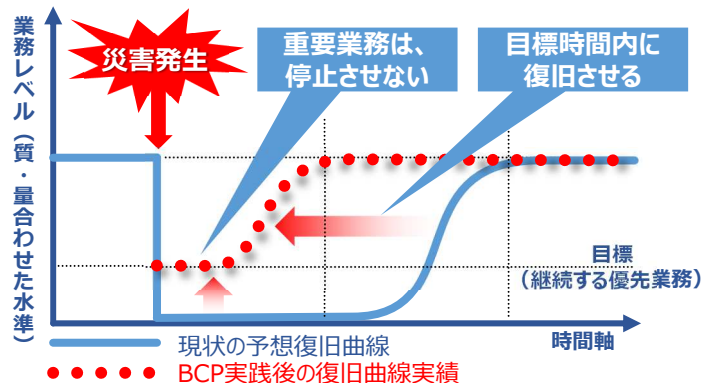 業務レベル（質・量合わせた水準）
災害発生
重要業務は、
停止させない
目標時間内に
復旧させる
目標
（継続する優先業務）
時間軸
現状の予想復旧曲線
BCP実践後の復旧曲線実績